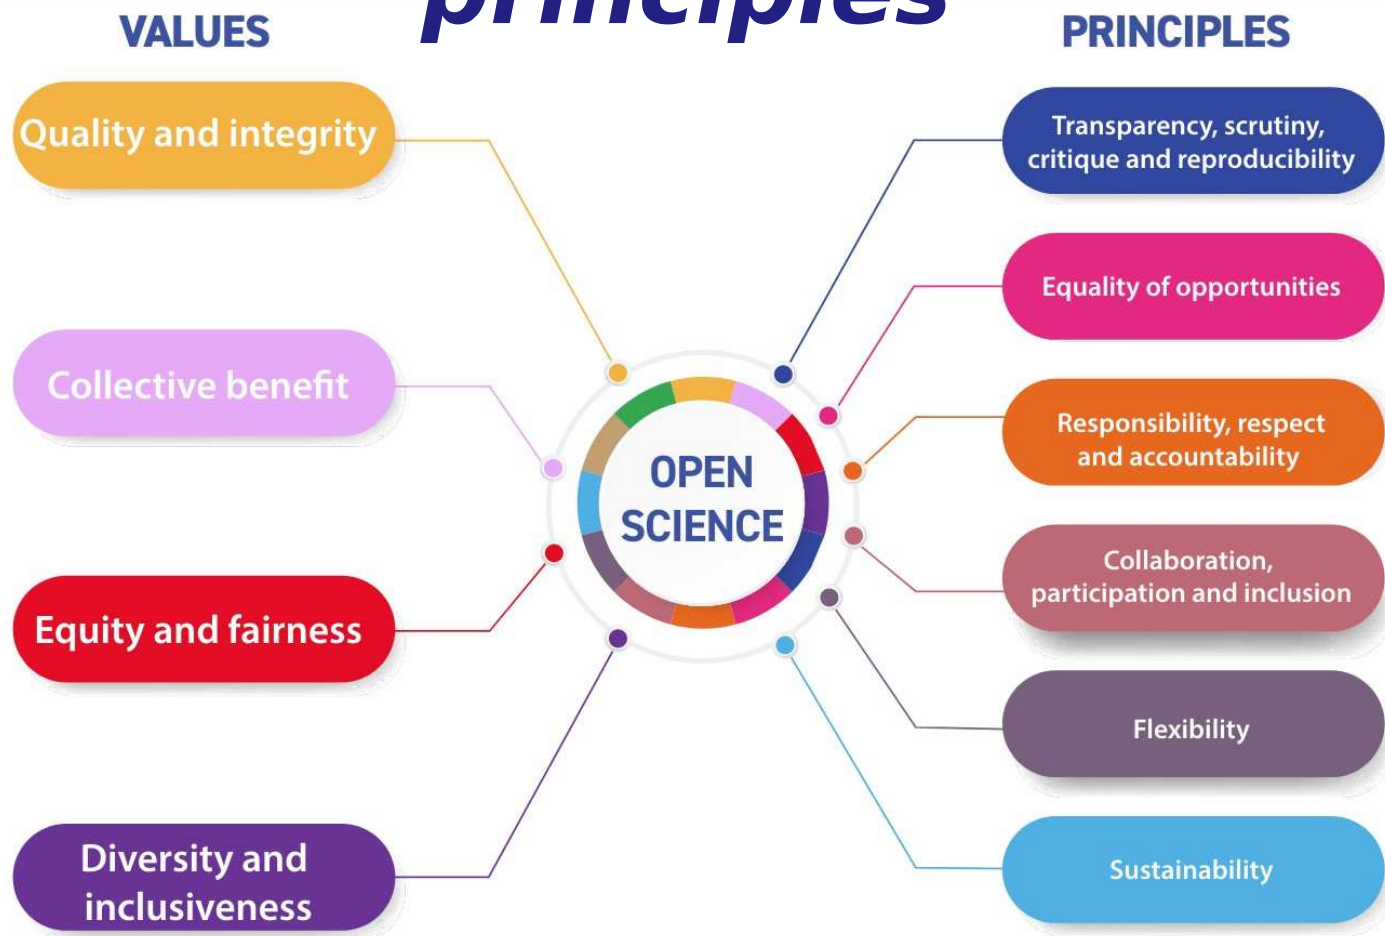 principles
VALUES
Quality and integrity
Collective benefit
Equity and fairness
Diversity and
inclusiveness
OPEN
SCIENCE
PRINCIPLES
Transparency, scrutiny,
critique and reproducibility
Equality of opportunities
Responsibility, respect
and accountability
Collaboration,
participation and inclusion
Flexibility
Sustainability